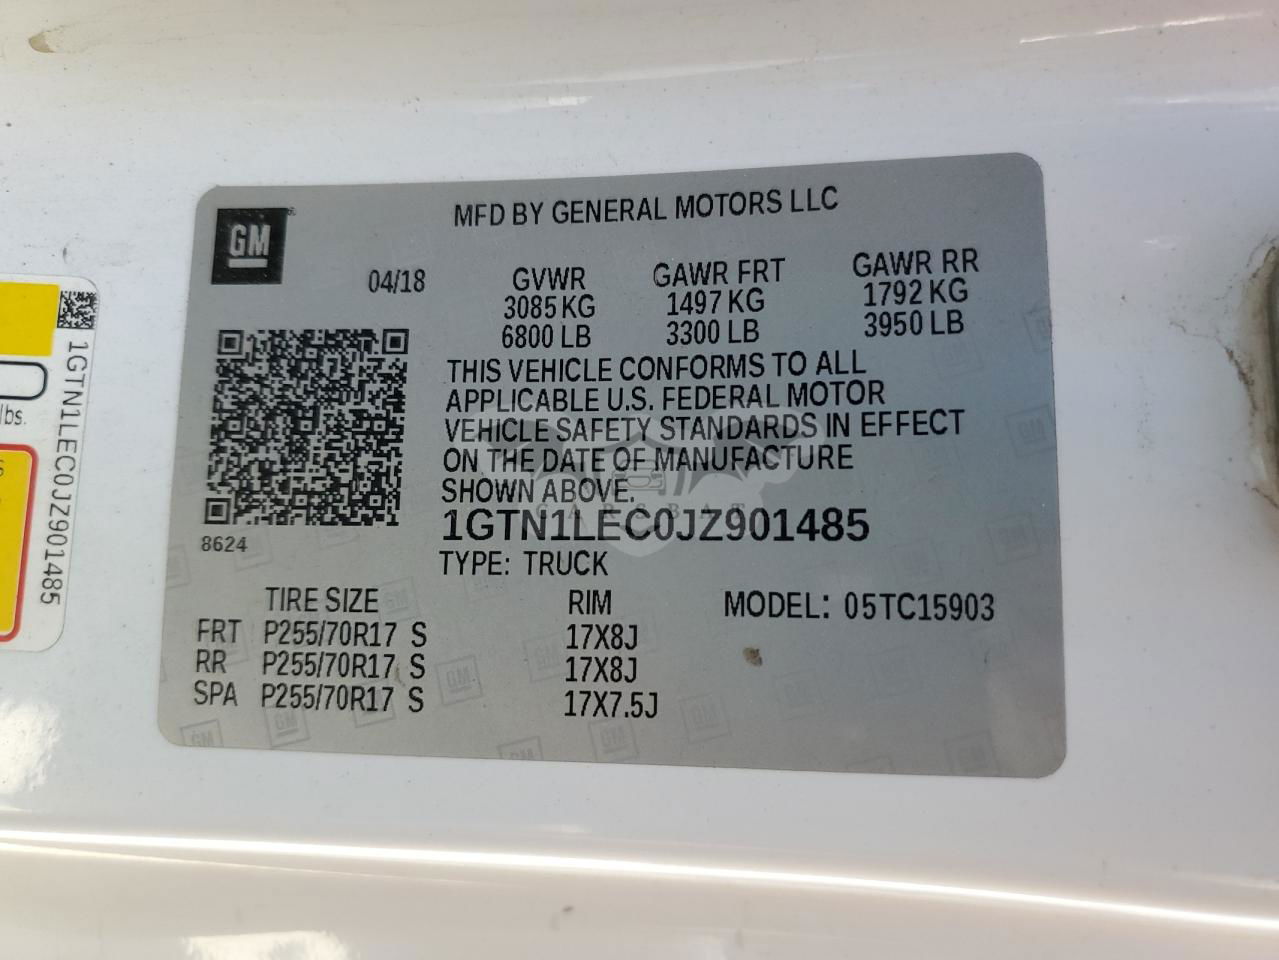 GM
MFD BY GENERAL MOTORS LLC
04/18
GVWR
3085 KG
6800 LB
GAWR FRT
1497 KG
3300 LB
GAWR RR
1792 KG
3950 LB
THIS VEHICLE CONFORMS TO ALL
APPLICABLE U.S. FEDERAL MOTOR
VEHICLE SAFETY STANDARDS IN EFFECT
ON THE DATE OF MANUFACTURE
SHOWN ABOVE.
1GTN1LEC0JZ901485
TYPE: TRUCK
8624
TIRE SIZE RIM MODEL: 05TC15903
FRT P255/70R17 S 17X8J
RR P255/70R17 S 17X8J
SPA P255/70R17 S 17X7.5J
1GTN1LEC0JZ901485
lbs.
CARSBAT